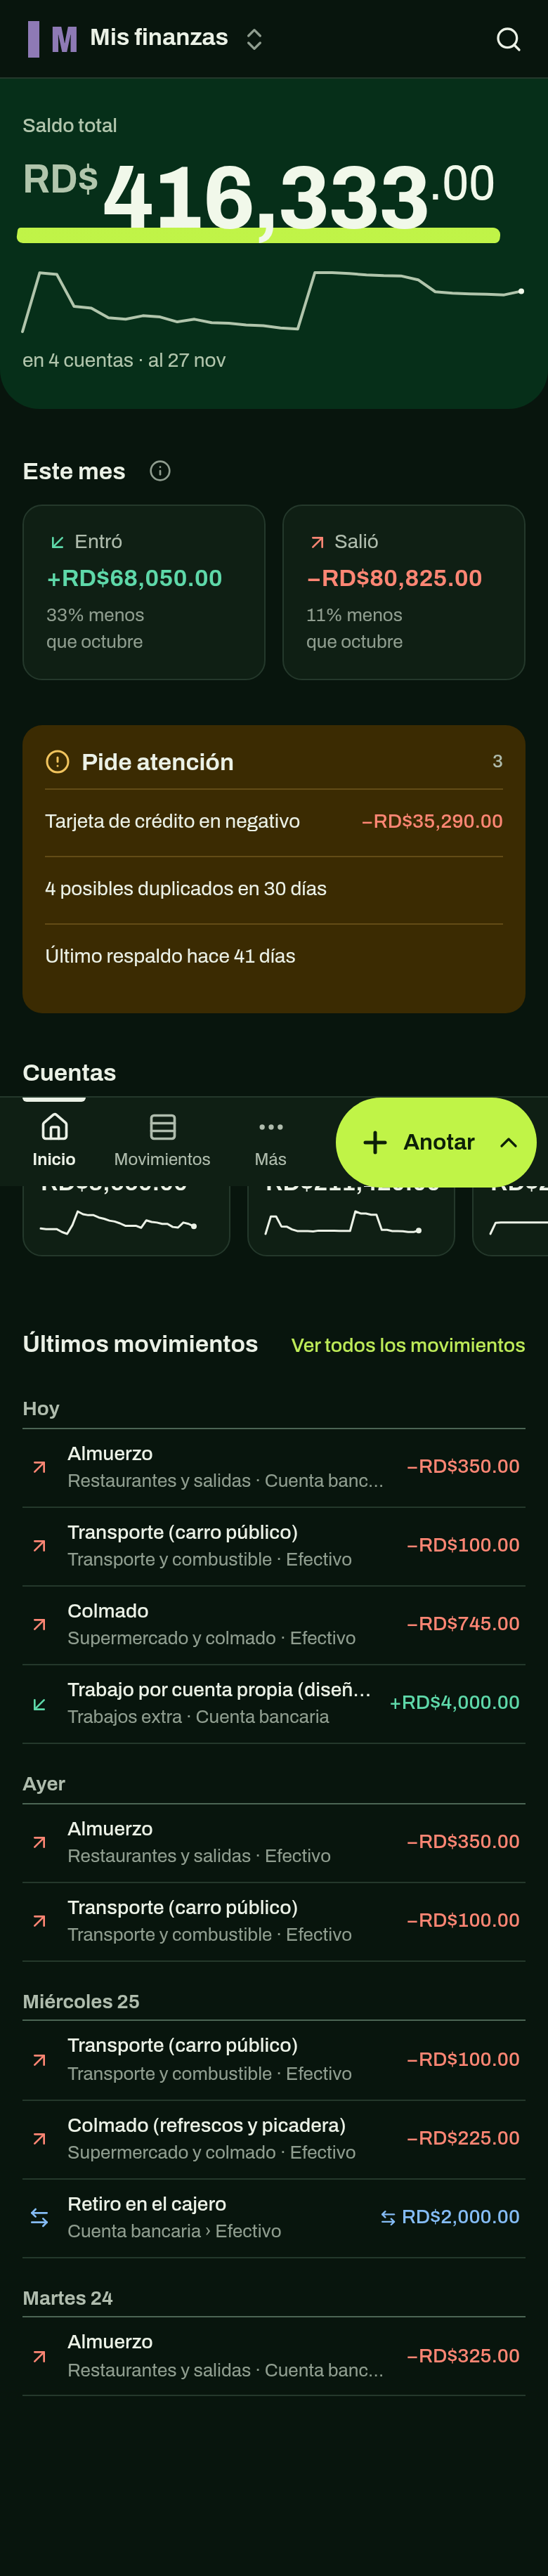 M Mis finanzas
Saldo total
RD$416,333.00
en 4 cuentas · al 27 nov
Este mes
Entró
+RD$68,050.00
33% menos
que octubre
Salió
−RD$80,825.00
11% menos
que octubre
Pide atención 3
Tarjeta de crédito en negativo −RD$35,290.00
4 posibles duplicados en 30 días
Último respaldo hace 41 días
Cuentas
Inicio
Movimientos
Más
Anotar
Últimos movimientos Ver todos los movimientos
Hoy
Almuerzo −RD$350.00
Restaurantes y salidas · Cuenta banc...
Transporte (carro público) −RD$100.00
Transporte y combustible · Efectivo
Colmado −RD$745.00
Supermercado y colmado · Efectivo
Trabajo por cuenta propia (diseñ... +RD$4,000.00
Trabajos extra · Cuenta bancaria
Ayer
Almuerzo −RD$350.00
Restaurantes y salidas · Efectivo
Transporte (carro público) −RD$100.00
Transporte y combustible · Efectivo
Miércoles 25
Transporte (carro público) −RD$100.00
Transporte y combustible · Efectivo
Colmado (refrescos y picadera) −RD$225.00
Supermercado y colmado · Efectivo
Retiro en el cajero RD$2,000.00
Cuenta bancaria › Efectivo
Martes 24
Almuerzo −RD$325.00
Restaurantes y salidas · Cuenta banc...